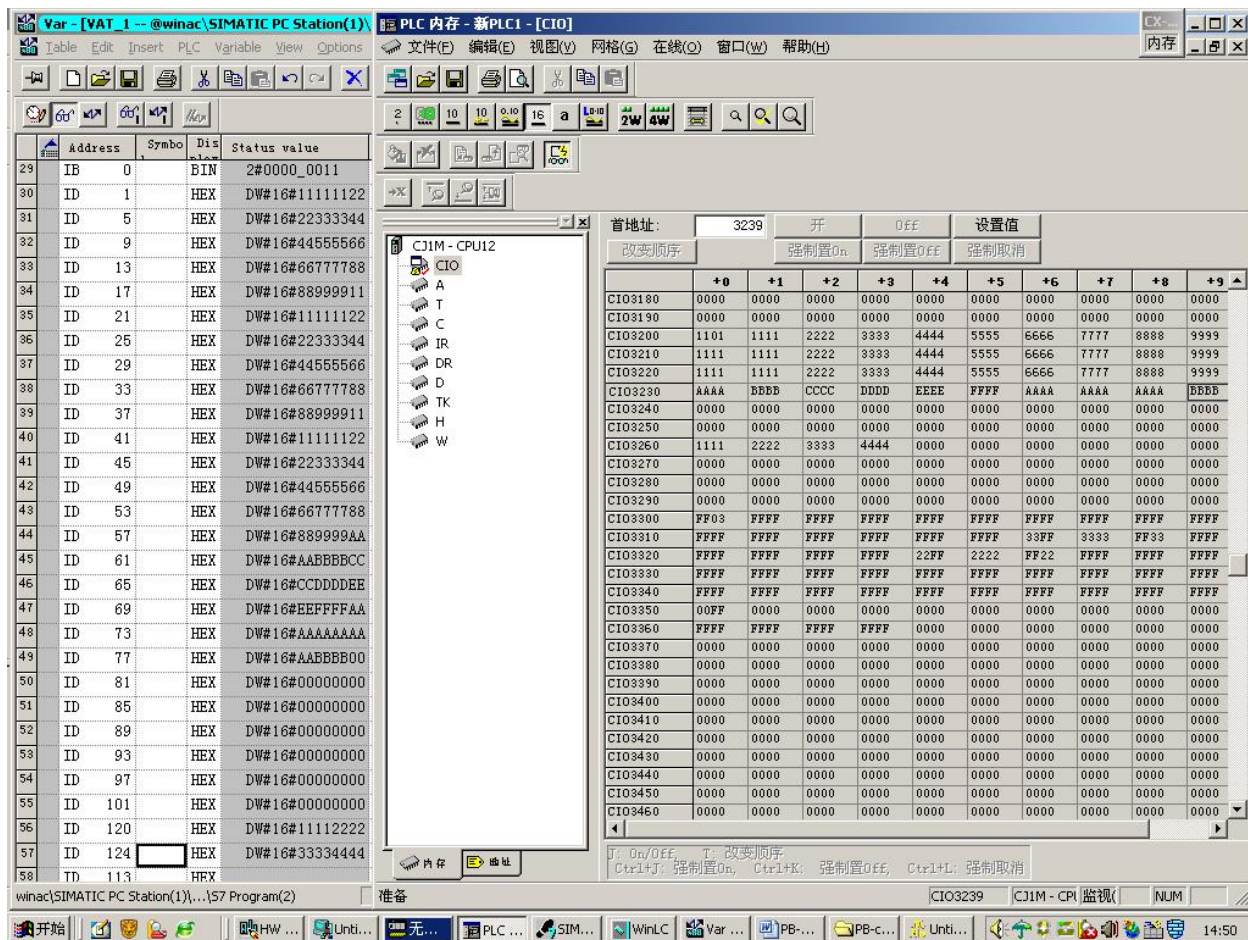 Var - [VAT_1 -- @winac\SIMATIC PC Station(1)\
Table Edit Insert PLC Variable View Options
Address Symbo Dis Status value
29 IB 0 BIN 2#0000_0011
30 ID 1 HEX DW#16#11111122
31 ID 5 HEX DW#16#22333344
32 ID 9 HEX DW#16#44555566
33 ID 13 HEX DW#16#66777788
34 ID 17 HEX DW#16#88999911
35 ID 21 HEX DW#16#11111122
36 ID 25 HEX DW#16#22333344
37 ID 29 HEX DW#16#44555566
38 ID 33 HEX DW#16#66777788
39 ID 37 HEX DW#16#88999911
40 ID 41 HEX DW#16#11111122
41 ID 45 HEX DW#16#22333344
42 ID 49 HEX DW#16#44555566
43 ID 53 HEX DW#16#66777788
44 ID 57 HEX DW#16#889999AA
45 ID 61 HEX DW#16#AABBBBCC
46 ID 65 HEX DW#16#CCDDDDEE
47 ID 69 HEX DW#16#EEFFFFAA
48 ID 73 HEX DW#16#AAAAAAAA
49 ID 77 HEX DW#16#AABBBB00
50 ID 81 HEX DW#16#00000000
51 ID 85 HEX DW#16#00000000
52 ID 89 HEX DW#16#00000000
53 ID 93 HEX DW#16#00000000
54 ID 97 HEX DW#16#00000000
55 ID 101 HEX DW#16#00000000
56 ID 120 HEX DW#16#11112222
57 ID 124 HEX DW#16#33334444
58 ID 113 HEX
winac\SIMATIC PC Station(1)\...\S7 Program(2)
PLC 内存 - 新PLC1 - [CIO]
CX-...
内存
文件(F) 编辑(E) 视图(V) 网格(G) 在线(O) 窗口(W) 帮助(H)
2 10 10 0.10 16 a L0-10 2W 4W
CJ1M - CPU12
CIO
A
T
C
IR
DR
D
TK
H
W
内存 地址
首地址: 3239 开 Off 设置值
改变顺序 强制置On 强制置Off 强制取消
+0 +1 +2 +3 +4 +5 +6 +7 +8 +9
CIO3180 0000 0000 0000 0000 0000 0000 0000 0000 0000 0000
CIO3190 0000 0000 0000 0000 0000 0000 0000 0000 0000 0000
CIO3200 1101 1111 2222 3333 4444 5555 6666 7777 8888 9999
CIO3210 1111 1111 2222 3333 4444 5555 6666 7777 8888 9999
CIO3220 1111 1111 2222 3333 4444 5555 6666 7777 8888 9999
CIO3230 AAAA BBBB CCCC DDDD EEEE FFFF AAAA AAAA AAAA BBBB
CIO3240 0000 0000 0000 0000 0000 0000 0000 0000 0000 0000
CIO3250 0000 0000 0000 0000 0000 0000 0000 0000 0000 0000
CIO3260 1111 2222 3333 4444 0000 0000 0000 0000 0000 0000
CIO3270 0000 0000 0000 0000 0000 0000 0000 0000 0000 0000
CIO3280 0000 0000 0000 0000 0000 0000 0000 0000 0000 0000
CIO3290 0000 0000 0000 0000 0000 0000 0000 0000 0000 0000
CIO3300 FF03 FFFF FFFF FFFF FFFF FFFF FFFF FFFF FFFF FFFF
CIO3310 FFFF FFFF FFFF FFFF FFFF FFFF 33FF 3333 FF33 FFFF
CIO3320 FFFF FFFF FFFF FFFF 22FF 2222 FF22 FFFF FFFF FFFF
CIO3330 FFFF FFFF FFFF FFFF FFFF FFFF FFFF FFFF FFFF FFFF
CIO3340 FFFF FFFF FFFF FFFF FFFF FFFF FFFF FFFF FFFF FFFF
CIO3350 00FF 0000 0000 0000 0000 0000 0000 0000 0000 0000
CIO3360 FFFF FFFF FFFF FFFF 0000 0000 0000 0000 0000 0000
CIO3370 0000 0000 0000 0000 0000 0000 0000 0000 0000 0000
CIO3380 0000 0000 0000 0000 0000 0000 0000 0000 0000 0000
CIO3390 0000 0000 0000 0000 0000 0000 0000 0000 0000 0000
CIO3400 0000 0000 0000 0000 0000 0000 0000 0000 0000 0000
CIO3410 0000 0000 0000 0000 0000 0000 0000 0000 0000 0000
CIO3420 0000 0000 0000 0000 0000 0000 0000 0000 0000 0000
CIO3430 0000 0000 0000 0000 0000 0000 0000 0000 0000 0000
CIO3440 0000 0000 0000 0000 0000 0000 0000 0000 0000 0000
CIO3450 0000 0000 0000 0000 0000 0000 0000 0000 0000 0000
CIO3460 0000 0000 0000 0000 0000 0000 0000 0000 0000 0000
J: On/Off, T: 改变顺序
Ctrl+J: 强制置On, Ctrl+K: 强制置Off, Ctrl+L: 强制取消
准备 CIO3239 CJ1M - CPU 监视( NUM
开始 HW ... Unti... 无... PLC ... SIM... WinLC Var ... PB-... PB-c... Unti... 14:50